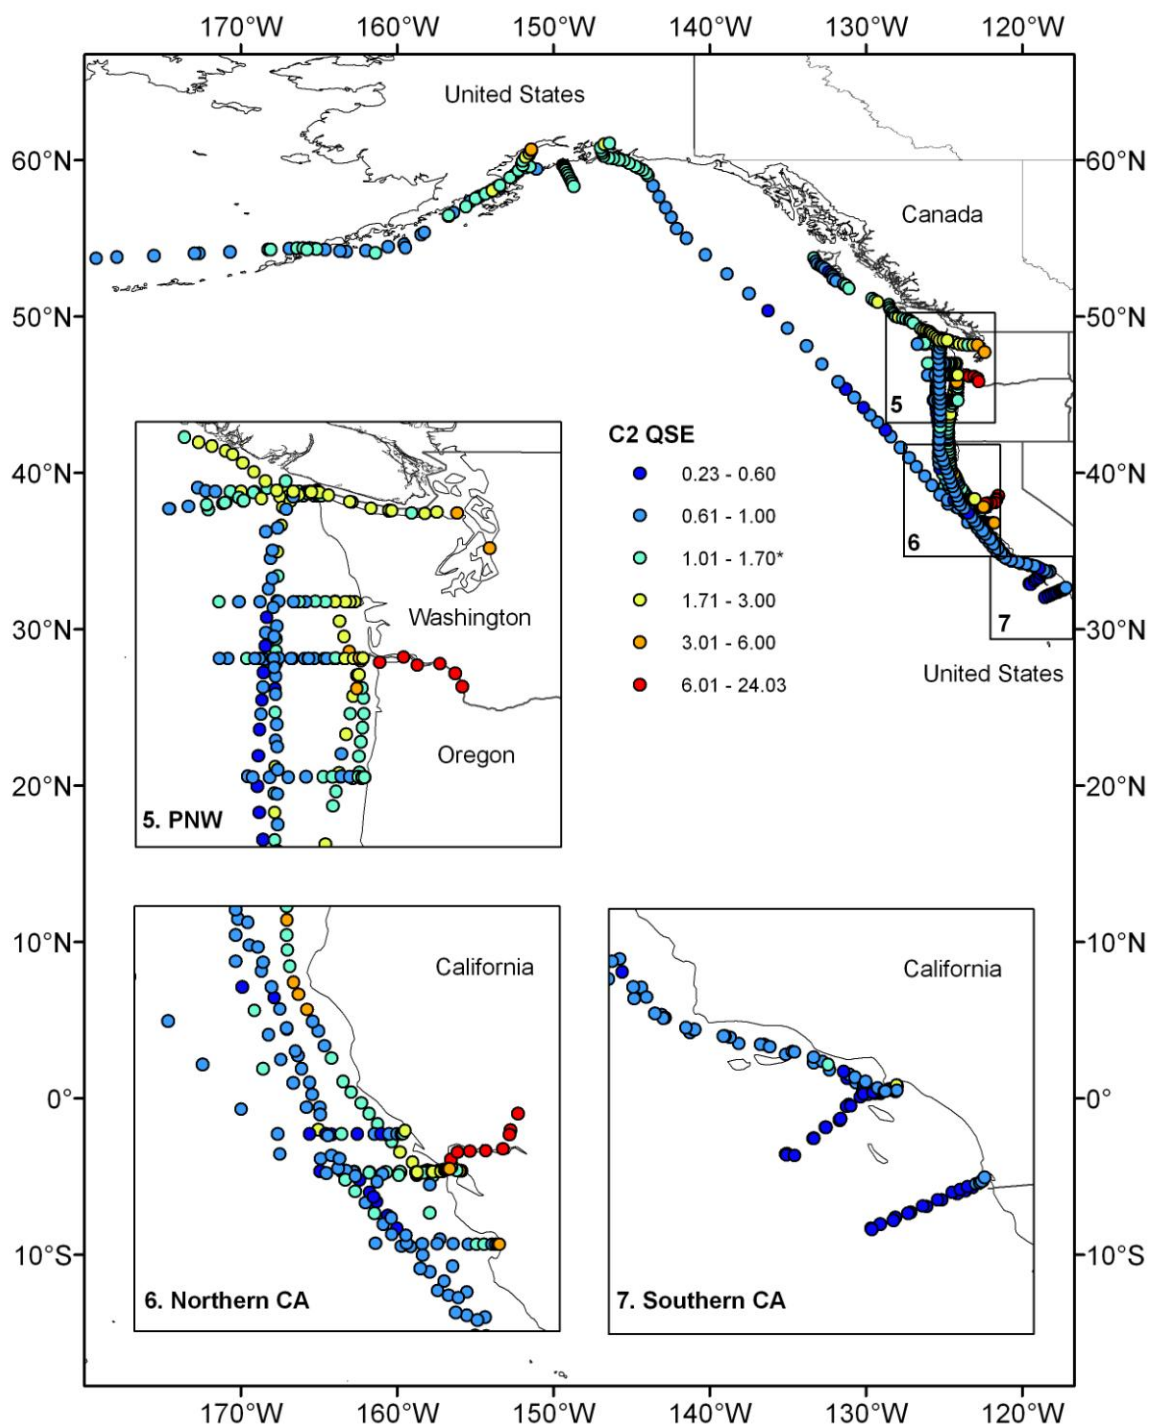 170°W 160°W 150°W 140°W 130°W 120°W
United States
60°N 60°N
Canada
50°N 50°N
5
C2 QSE
40°N 40°N
0.23 - 0.60
0.61 - 1.00
6
1.01 - 1.70*
1.71 - 3.00
Washington
30°N 7 30°N
3.01 - 6.00
United States
6.01 - 24.03
Oregon
20°N 20°N
5. PNW
10°N 10°N
California California
0° 0°
10°S 10°S
6. Northern CA 7. Southern CA
170°W 160°W 150°W 140°W 130°W 120°W